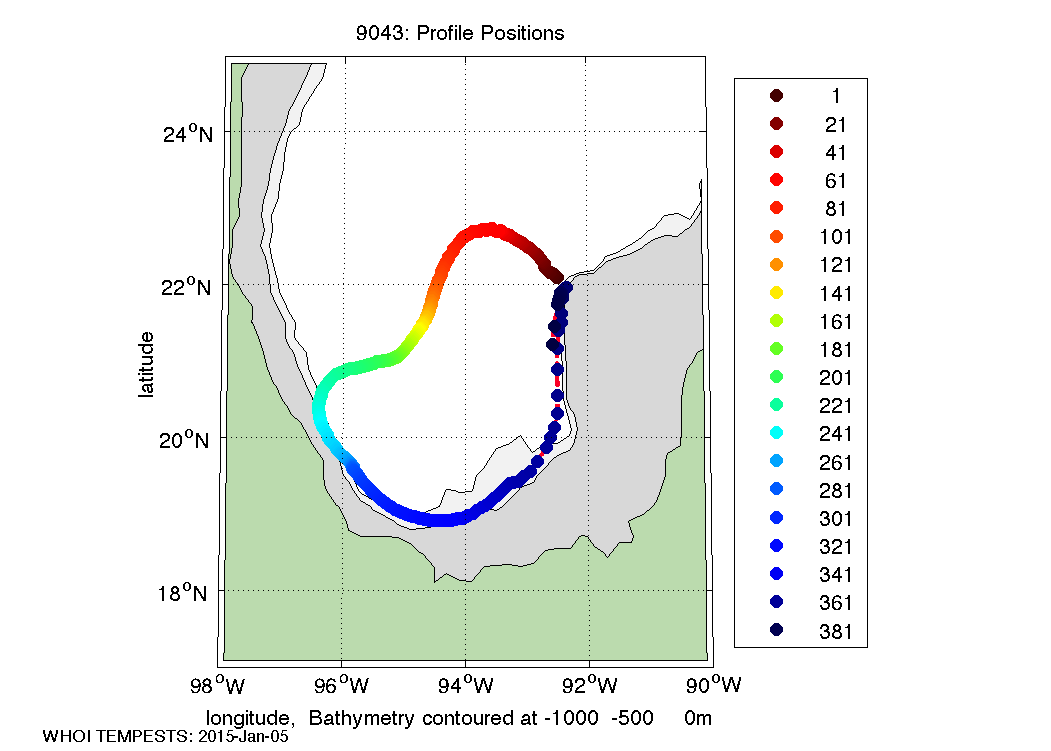 9043: Profile Positions
24°N
22°N
20°N
18°N
latitude
98°W 96°W 94°W 92°W 90°W
longitude, Bathymetry contoured at -1000 -500 0m
WHOI TEMPESTS: 2015-Jan-05
1
21
41
61
81
101
121
141
161
181
201
221
241
261
281
301
321
341
361
381